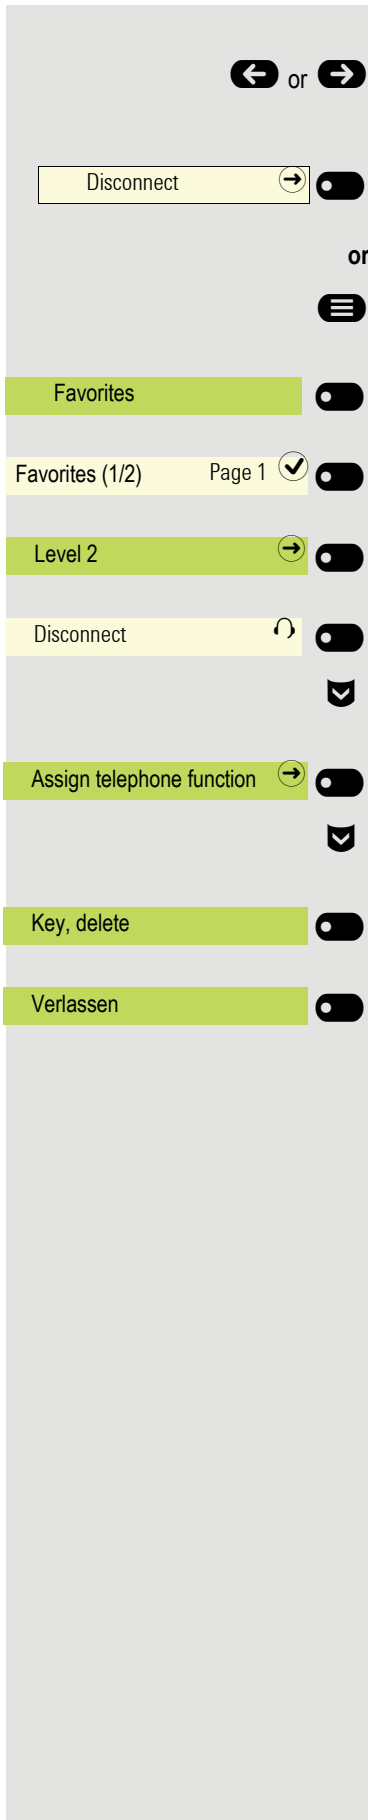 or
Disconnect
or
Favorites
Favorites (1/2) Page 1
Level 2
Disconnect
Assign telephone function
Key, delete
Verlassen